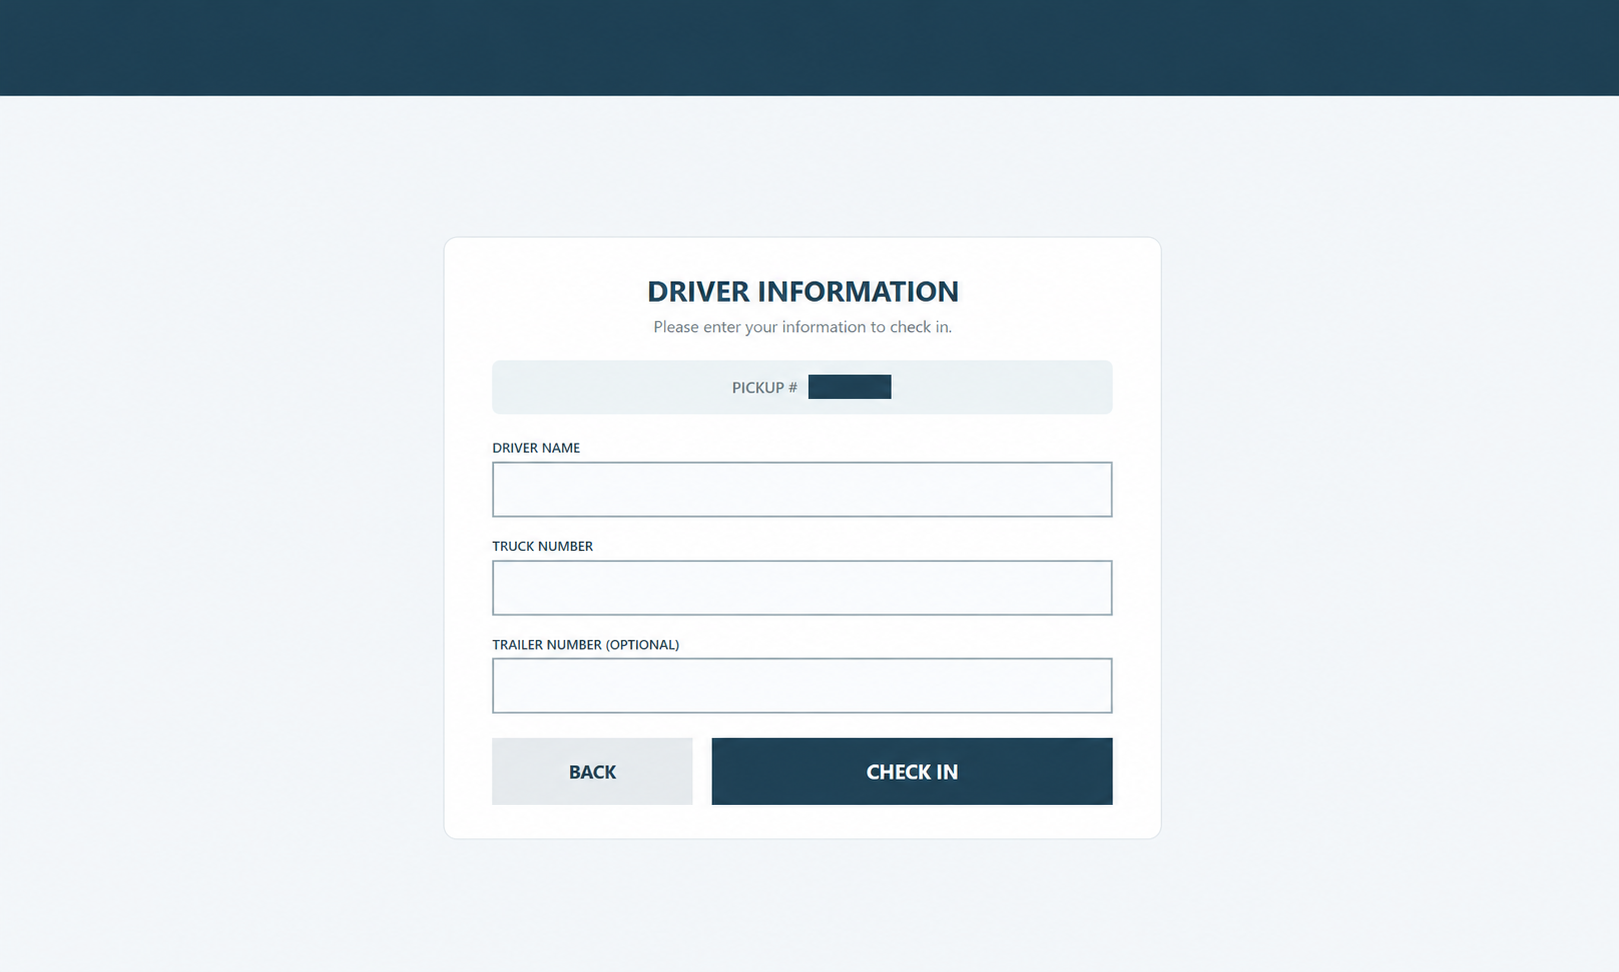 DRIVER INFORMATION
Please enter your information to check in.
PICKUP #
DRIVER NAME
TRUCK NUMBER
TRAILER NUMBER (OPTIONAL)
BACK
CHECK IN